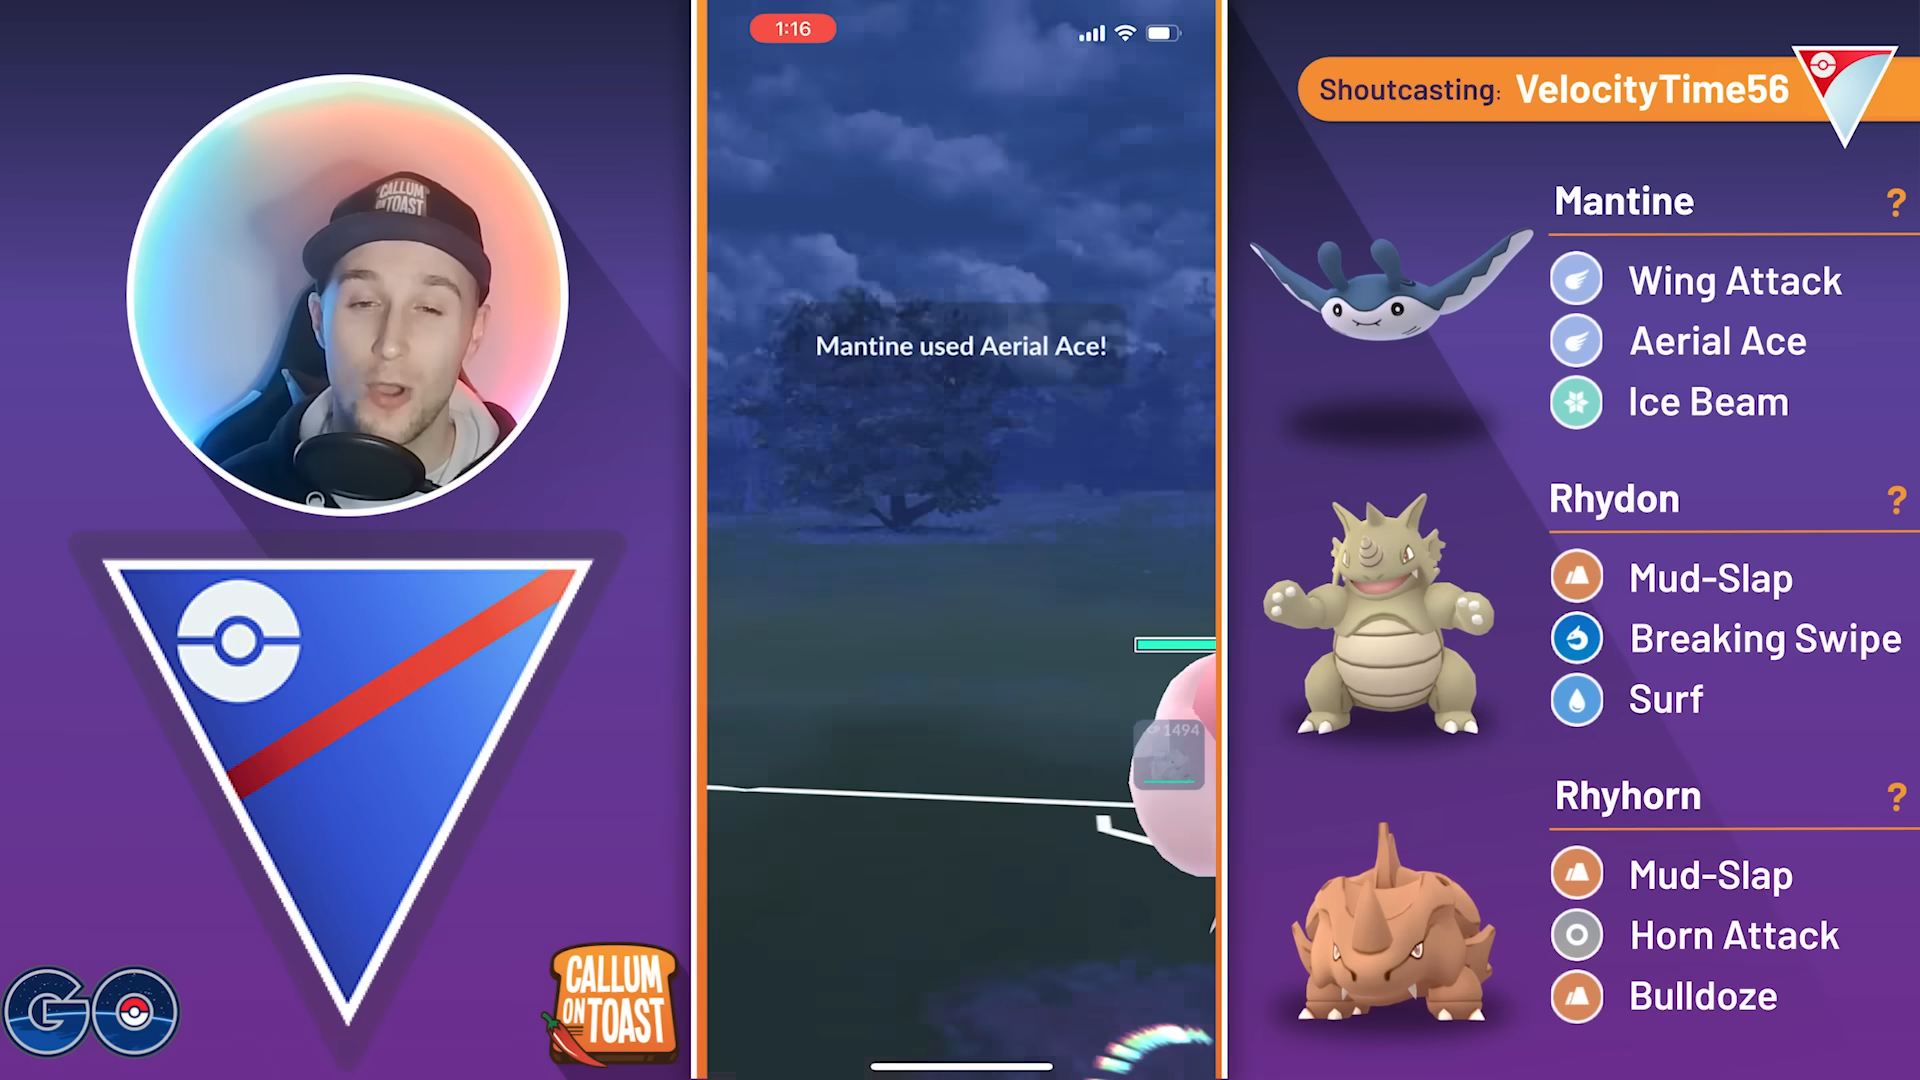 1:16
Shoutcasting: VelocityTime56
CALLUM
ON TOAST
Mantine used Aerial Ace!
1494
Mantine ?
Wing Attack
Aerial Ace
Ice Beam
Rhydon ?
Mud-Slap
Breaking Swipe
Surf
Rhyhorn ?
Mud-Slap
Horn Attack
Bulldoze
GO
CALLUM
ON TOAST